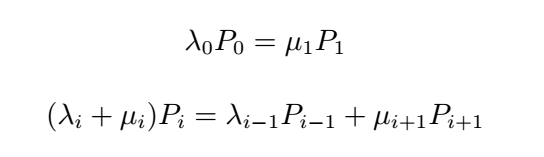 λ₀P₀ = μ₁P₁
(λᵢ + μᵢ)Pᵢ = λᵢ₋₁Pᵢ₋₁ + μᵢ₊₁Pᵢ₊₁